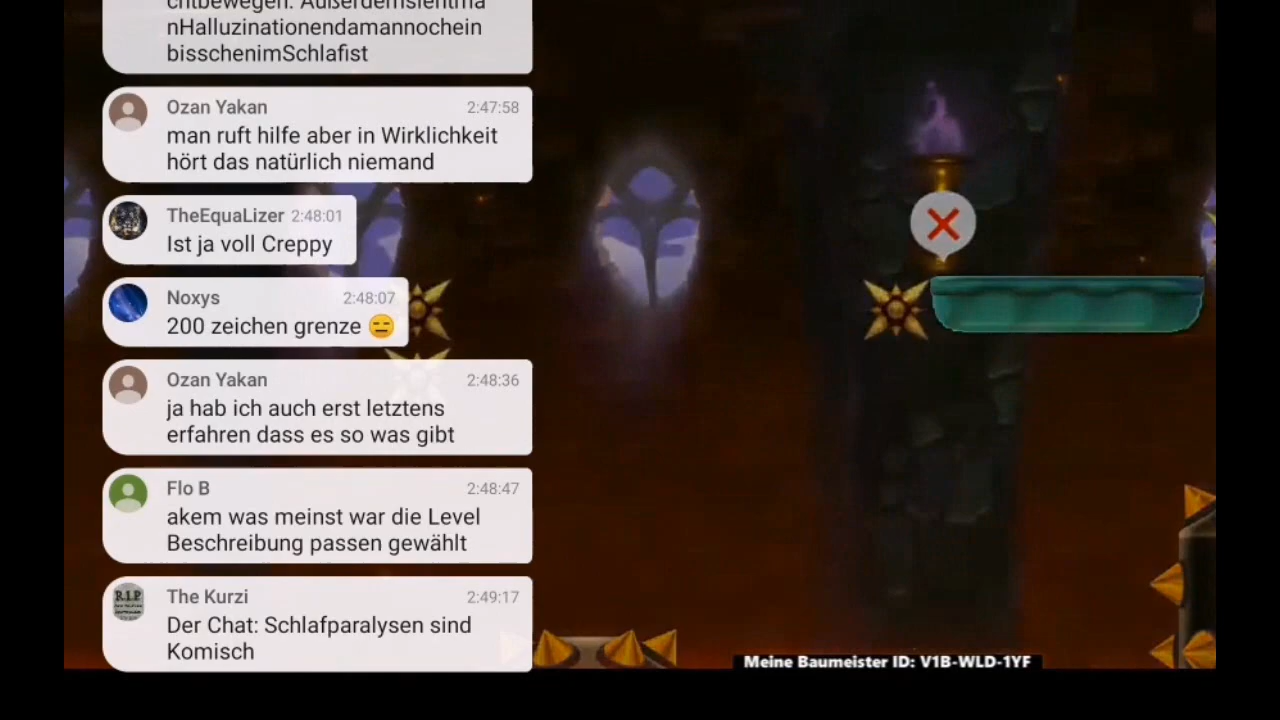 chtbewegen. Außerdemsiehtma
nHalluzinationendamannochein
bisschenimSchlafist
Ozan Yakan 2:47:58
man ruft hilfe aber in Wirklichkeit
hört das natürlich niemand
TheEquaLizer 2:48:01
Ist ja voll Creppy
Noxys 2:48:07
200 zeichen grenze 😑
Ozan Yakan 2:48:36
ja hab ich auch erst letztens
erfahren dass es so was gibt
Flo B 2:48:47
akem was meinst war die Level
Beschreibung passen gewählt
R.I.P
The Kurzi 2:49:17
Der Chat: Schlafparalysen sind
Komisch
Meine Baumeister ID: V1B-WLD-1YF